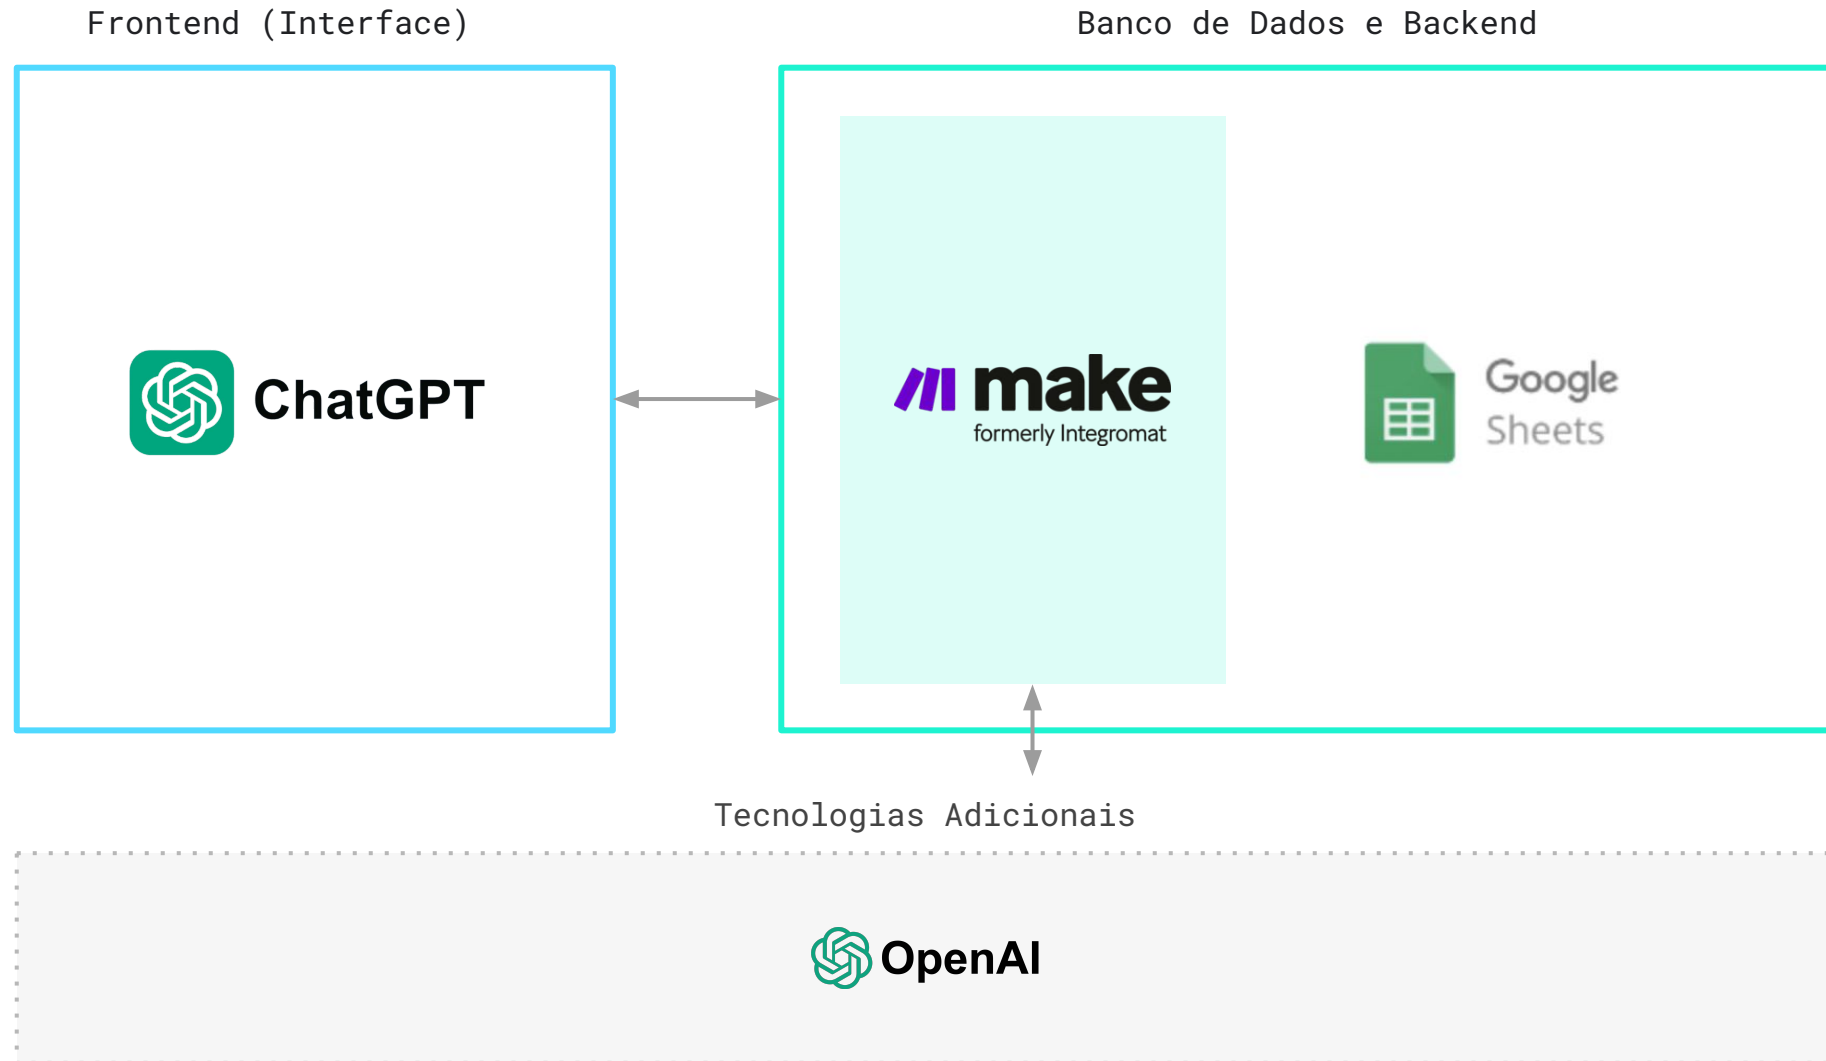 Frontend (Interface)
Banco de Dados e Backend
ChatGPT
make
formerly Integromat
Google
Sheets
Tecnologias Adicionais
OpenAI